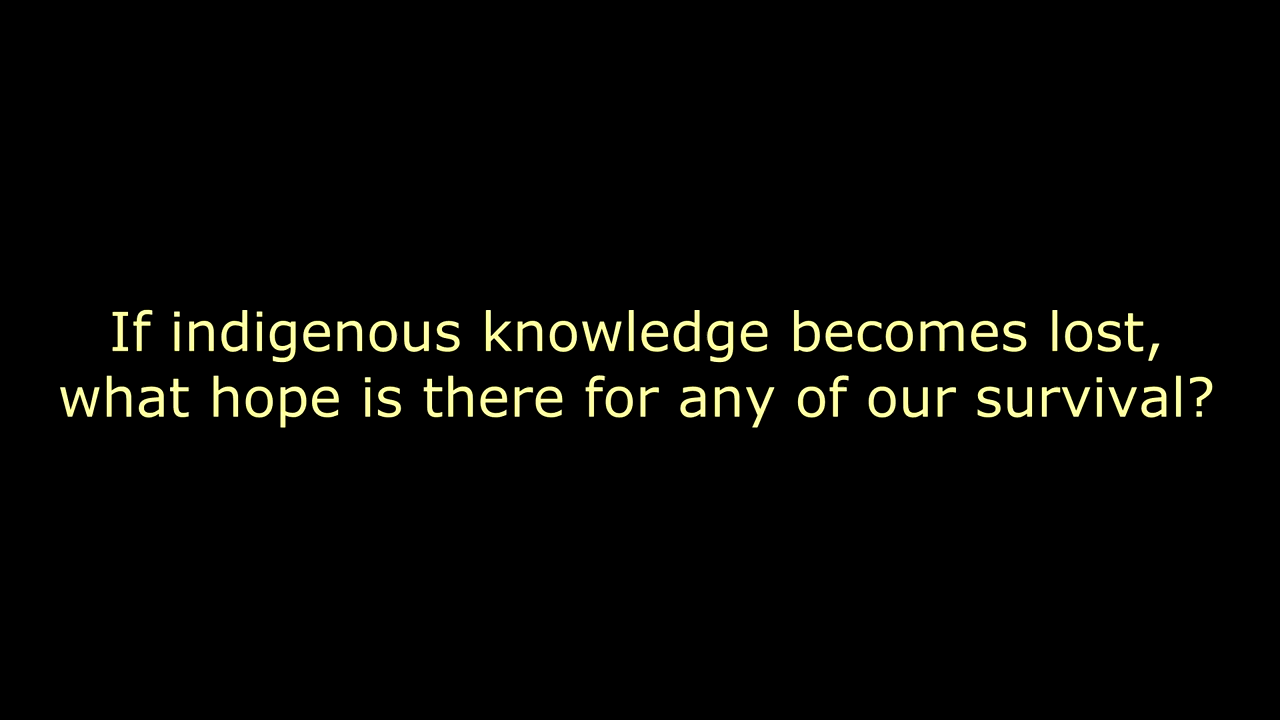 If indigenous knowledge becomes lost,
what hope is there for any of our survival?